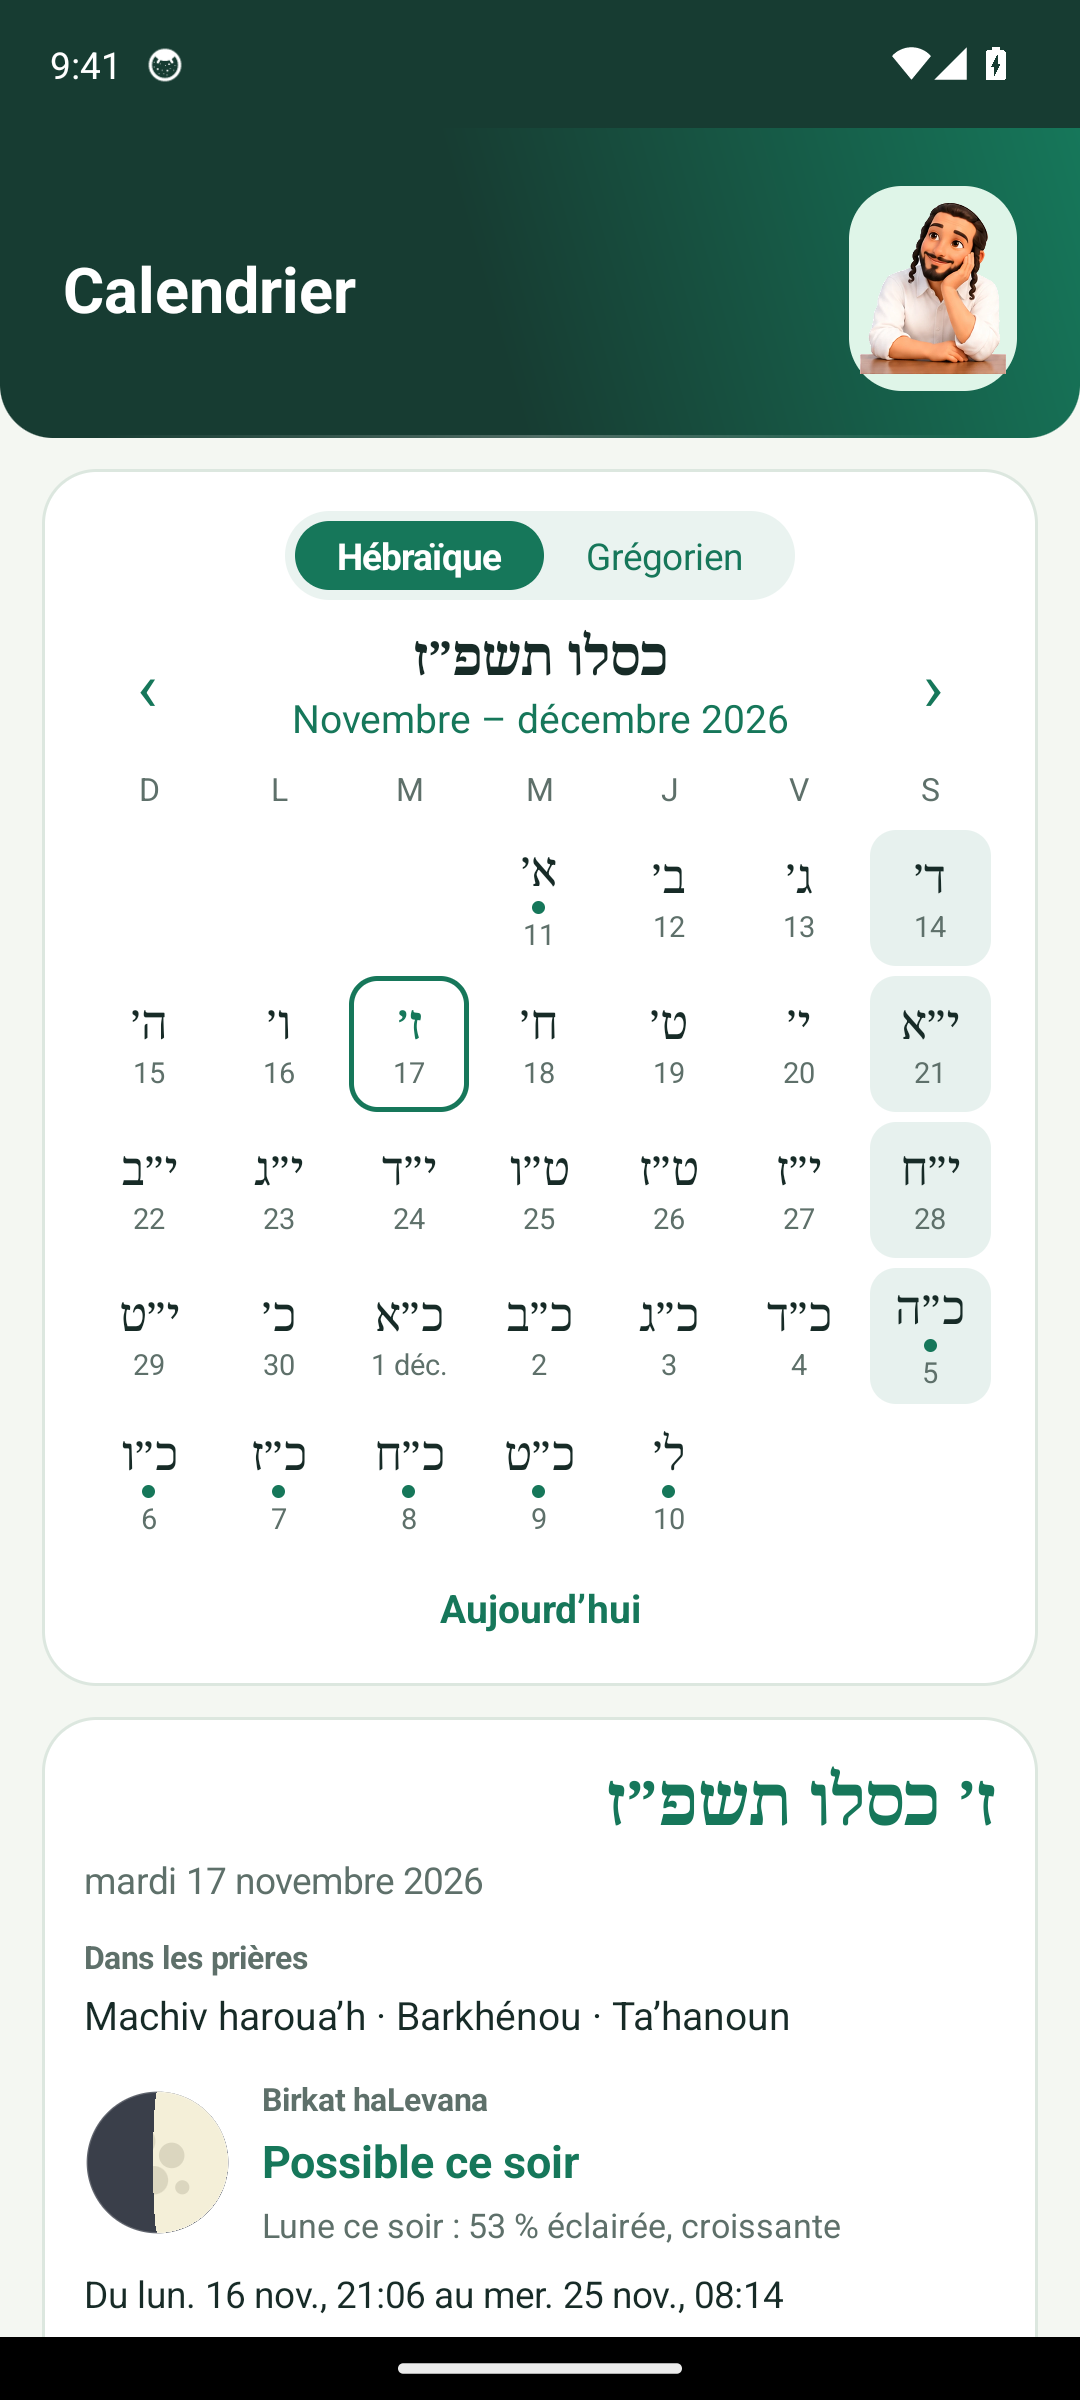 9:41
Calendrier
Hébraïque Grégorien
כסלו תשפ״ז
‹ ›
Novembre – décembre 2026
D L M M J V S
א׳ ב׳ ג׳ ד׳
11 12 13 14
ה׳ ו׳ ז׳ ח׳ ט׳ י׳ י״א
15 16 17 18 19 20 21
י״ב י״ג י״ד ט״ו ט״ז י״ז י״ח
22 23 24 25 26 27 28
י״ט כ׳ כ״א כ״ב כ״ג כ״ד כ״ה
29 30 1 déc. 2 3 4 5
כ״ו כ״ז כ״ח כ״ט ל׳
6 7 8 9 10
Aujourd’hui
ז׳ כסלו תשפ״ז
mardi 17 novembre 2026
Dans les prières
Machiv haroua’h · Barkhénou · Ta’hanoun
Birkat haLevana
Possible ce soir
Lune ce soir : 53 % éclairée, croissante
Du lun. 16 nov., 21:06 au mer. 25 nov., 08:14